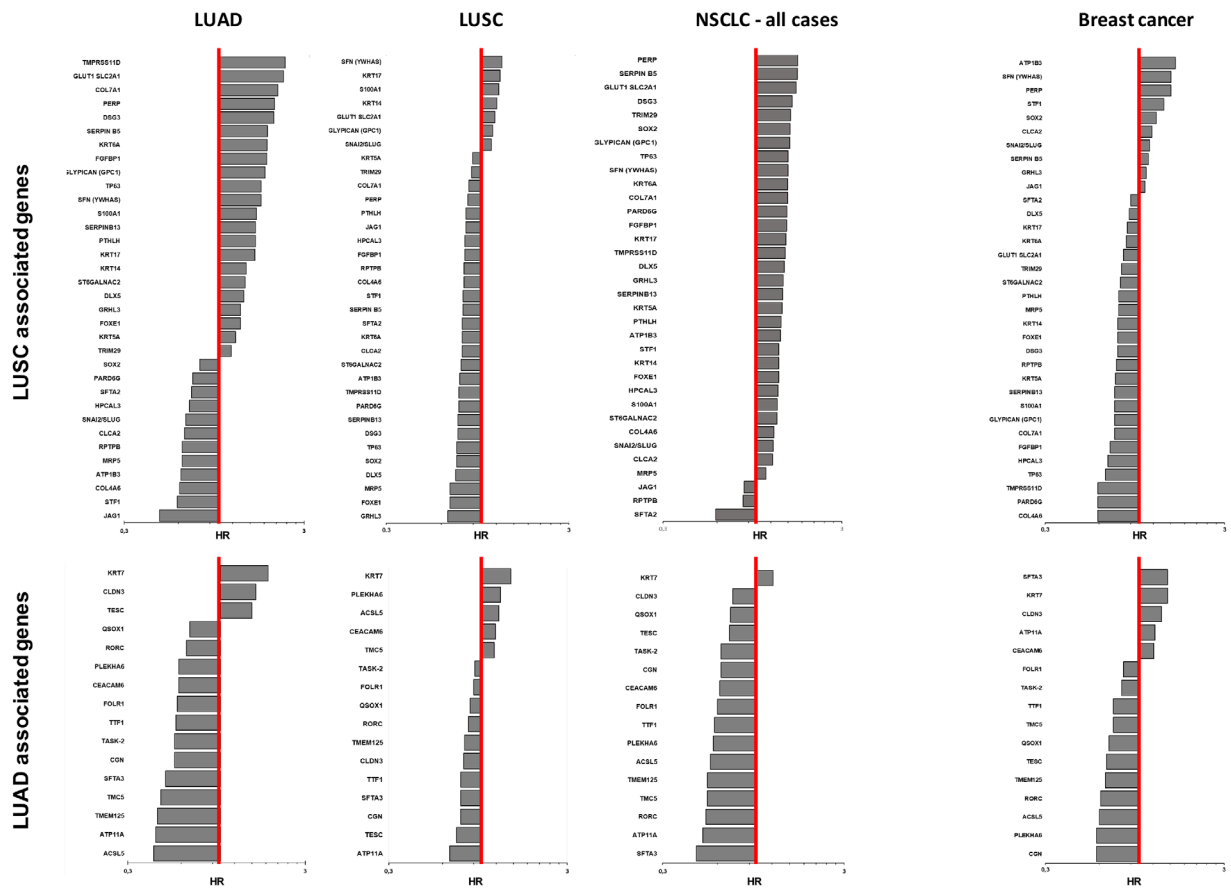 LUAD
LUSC
NSCLC - all cases
Breast cancer
LUSC associated genes
TMPRSS11D
GLUT1 SLC2A1
COL7A1
PERP
DSG3
SERPIN B5
KRT6A
FGFBP1
GLYPICAN (GPC1)
TP63
SFN (YWHAS)
S100A1
SERPINB13
PTHLH
KRT17
KRT14
ST6GALNAC2
DLX5
GRHL3
FOXE1
KRT5A
TRIM29
SOX2
PARD6G
SFTA2
HPCAL3
SNAI2/SLUG
CLCA2
RPTPB
MRP5
ATP1B3
COL4A6
STF1
JAG1
0,3
3
HR
SFN (YWHAS)
KRT17
S100A1
KRT14
GLUT1 SLC2A1
GLYPICAN (GPC1)
SNAI2/SLUG
KRT5A
TRIM29
COL7A1
PERP
PTHLH
JAG1
HPCAL3
FGFBP1
RPTPB
COL4A6
STF1
SERPIN B5
SFTA2
KRT6A
CLCA2
ST6GALNAC2
ATP1B3
TMPRSS11D
PARD6G
SERPINB13
DSG3
TP63
SOX2
DLX5
MRP5
FOXE1
GRHL3
0,3
3
HR
PERP
SERPIN B5
GLUT1 SLC2A1
DSG3
TRIM29
SOX2
GLYPICAN (GPC1)
TP63
SFN (YWHAS)
KRT6A
COL7A1
PARD6G
FGFBP1
KRT17
TMPRSS11D
DLX5
GRHL3
SERPINB13
KRT5A
PTHLH
ATP1B3
STF1
KRT14
FOXE1
HPCAL3
S100A1
ST6GALNAC2
COL4A6
SNAI2/SLUG
CLCA2
MRP5
JAG1
RPTPB
SFTA2
0,3
3
HR
ATP1B3
SFN (YWHAS)
PERP
STF1
SOX2
CLCA2
SNAI2/SLUG
SERPIN B5
GRHL3
JAG1
SFTA2
DLX5
KRT17
KRT6A
GLUT1 SLC2A1
TRIM29
ST6GALNAC2
PTHLH
MRP5
KRT14
FOXE1
DSG3
RPTPB
KRT5A
SERPINB13
S100A1
GLYPICAN (GPC1)
COL7A1
FGFBP1
HPCAL3
TP63
TMPRSS11D
PARD6G
COL4A6
0,3
3
HR
LUAD associated genes
KRT7
CLDN3
TESC
QSOX1
RORC
PLEKHA6
CEACAM6
FOLR1
TTF1
TASK-2
CGN
SFTA3
TMC5
TMEM125
ATP11A
ACSL5
0,3
3
HR
KRT7
PLEKHA6
ACSL5
CEACAM6
TMC5
TASK-2
FOLR1
QSOX1
RORC
TMEM125
CLDN3
TTF1
SFTA3
CGN
TESC
ATP11A
0,3
3
HR
KRT7
CLDN3
QSOX1
TESC
TASK-2
CGN
CEACAM6
FOLR1
TTF1
PLEKHA6
ACSL5
TMEM125
TMC5
RORC
ATP11A
SFTA3
0,3
3
HR
SFTA3
KRT7
CLDN3
ATP11A
CEACAM6
FOLR1
TASK-2
TTF1
TMC5
QSOX1
TESC
TMEM125
RORC
ACSL5
PLEKHA6
CGN
0,3
3
HR